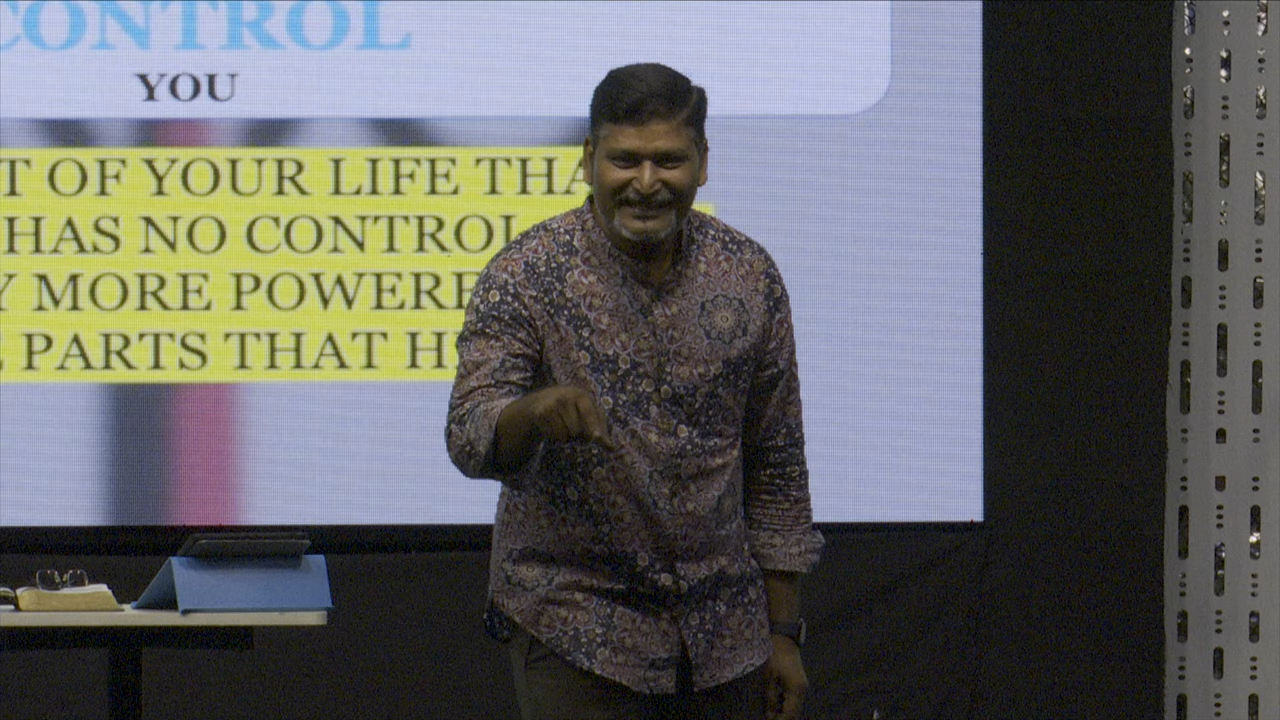 CONTROL
YOU
T OF YOUR LIFE THA
HAS NO CONTROL
Y MORE POWERE
PARTS THAT H